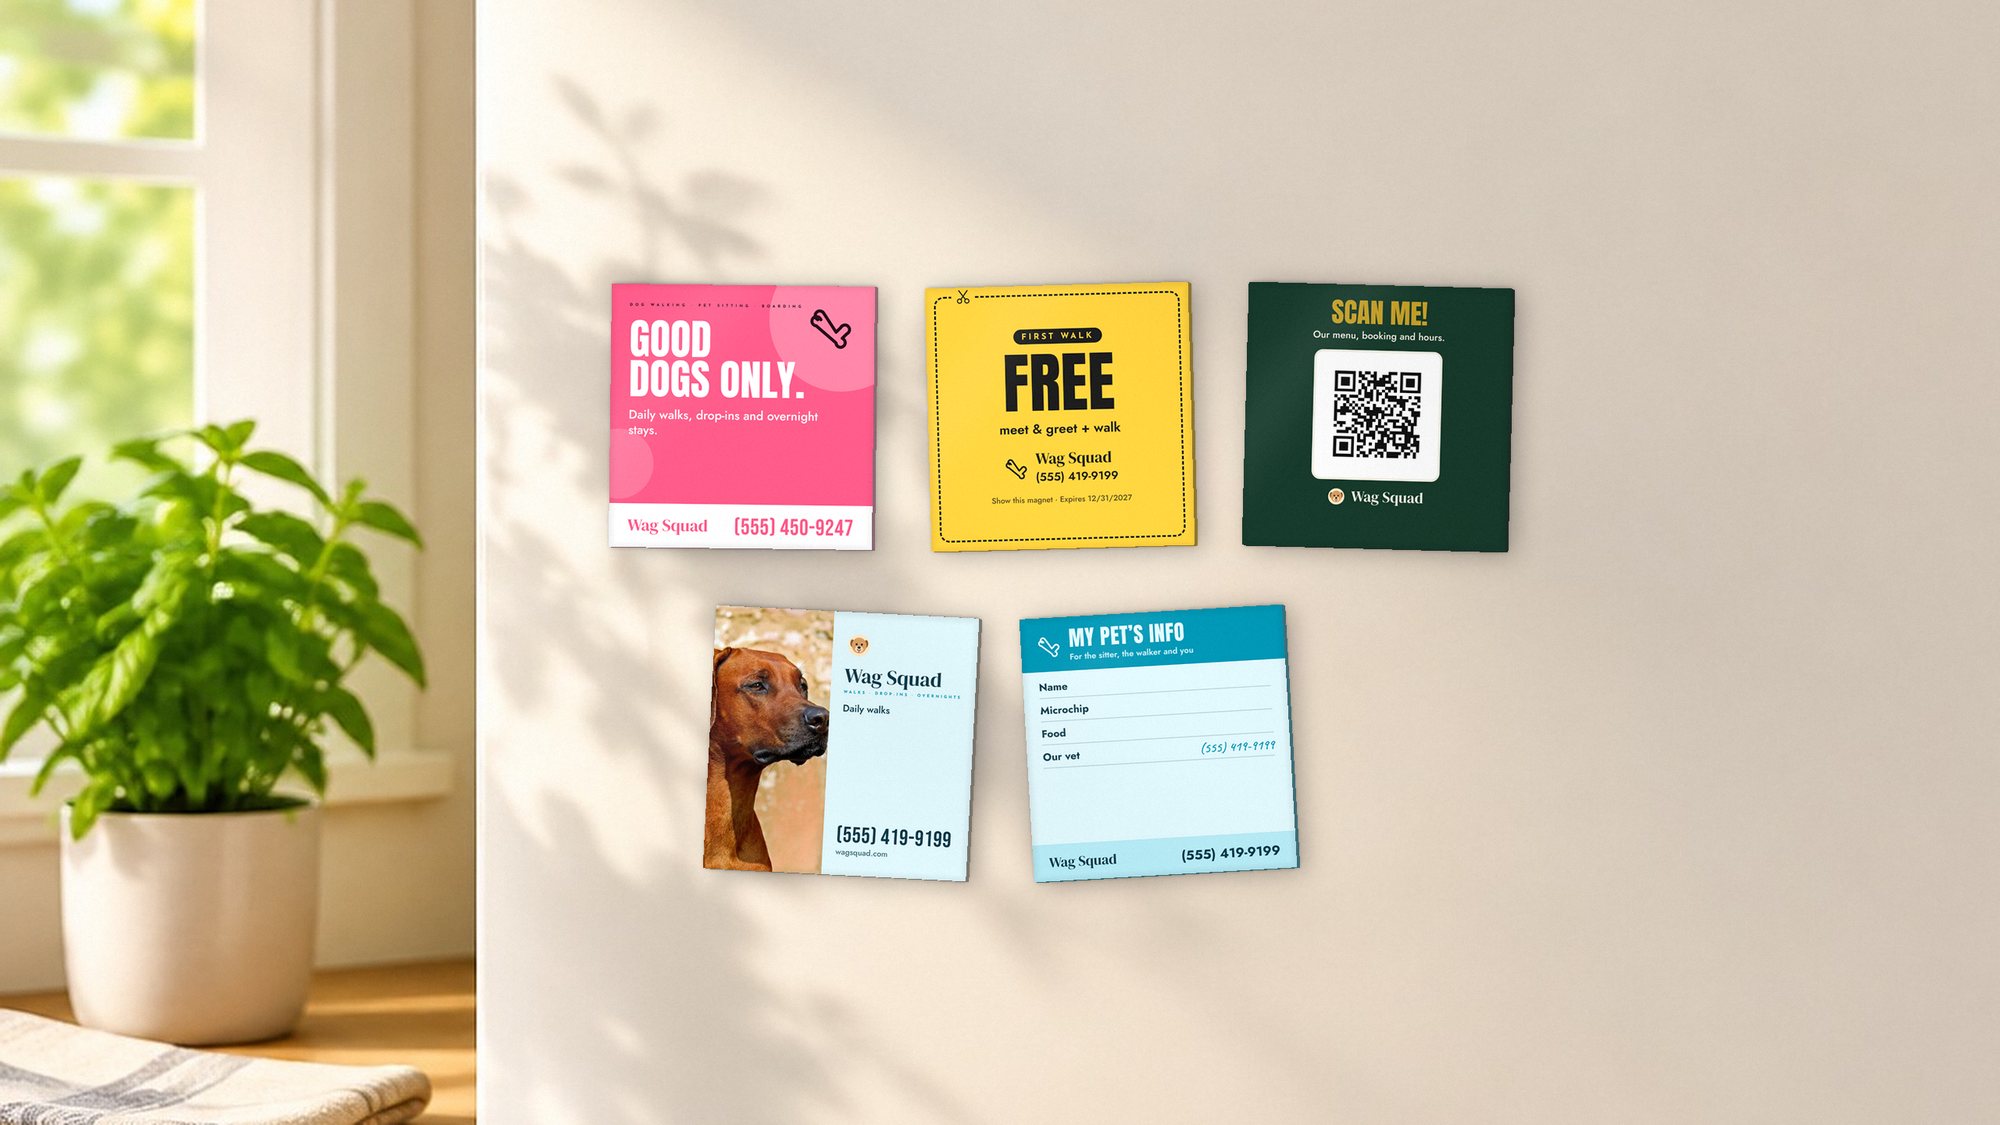 DOG WALKING · PET SITTING · BOARDING
GOOD
DOGS ONLY.
Daily walks, drop-ins and overnight
stays.
Wag Squad (555) 450-9247
FIRST WALK
FREE
meet & greet + walk
Wag Squad
(555) 419-9199
Show this magnet · Expires 12/31/2027
SCAN ME!
Our menu, booking and hours.
Wag Squad
Wag Squad
WALKS · DROP-INS · OVERNIGHTS
Daily walks
(555) 419-9199
wagsquad.com
MY PET'S INFO
For the sitter, the walker and you
Name
Microchip
Food
Our vet (555) 419-9199
Wag Squad (555) 419-9199